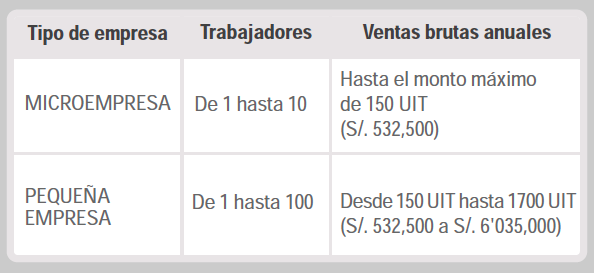 Tipo de empresa
Trabajadores
Ventas brutas anuales
MICROEMPRESA
De 1 hasta 10
Hasta el monto máximo
de 150 UIT
(S/. 532,500)
PEQUEÑA
EMPRESA
De 1 hasta 100
Desde 150 UIT hasta 1700 UIT
(S/. 532,500 a S/. 6'035,000)